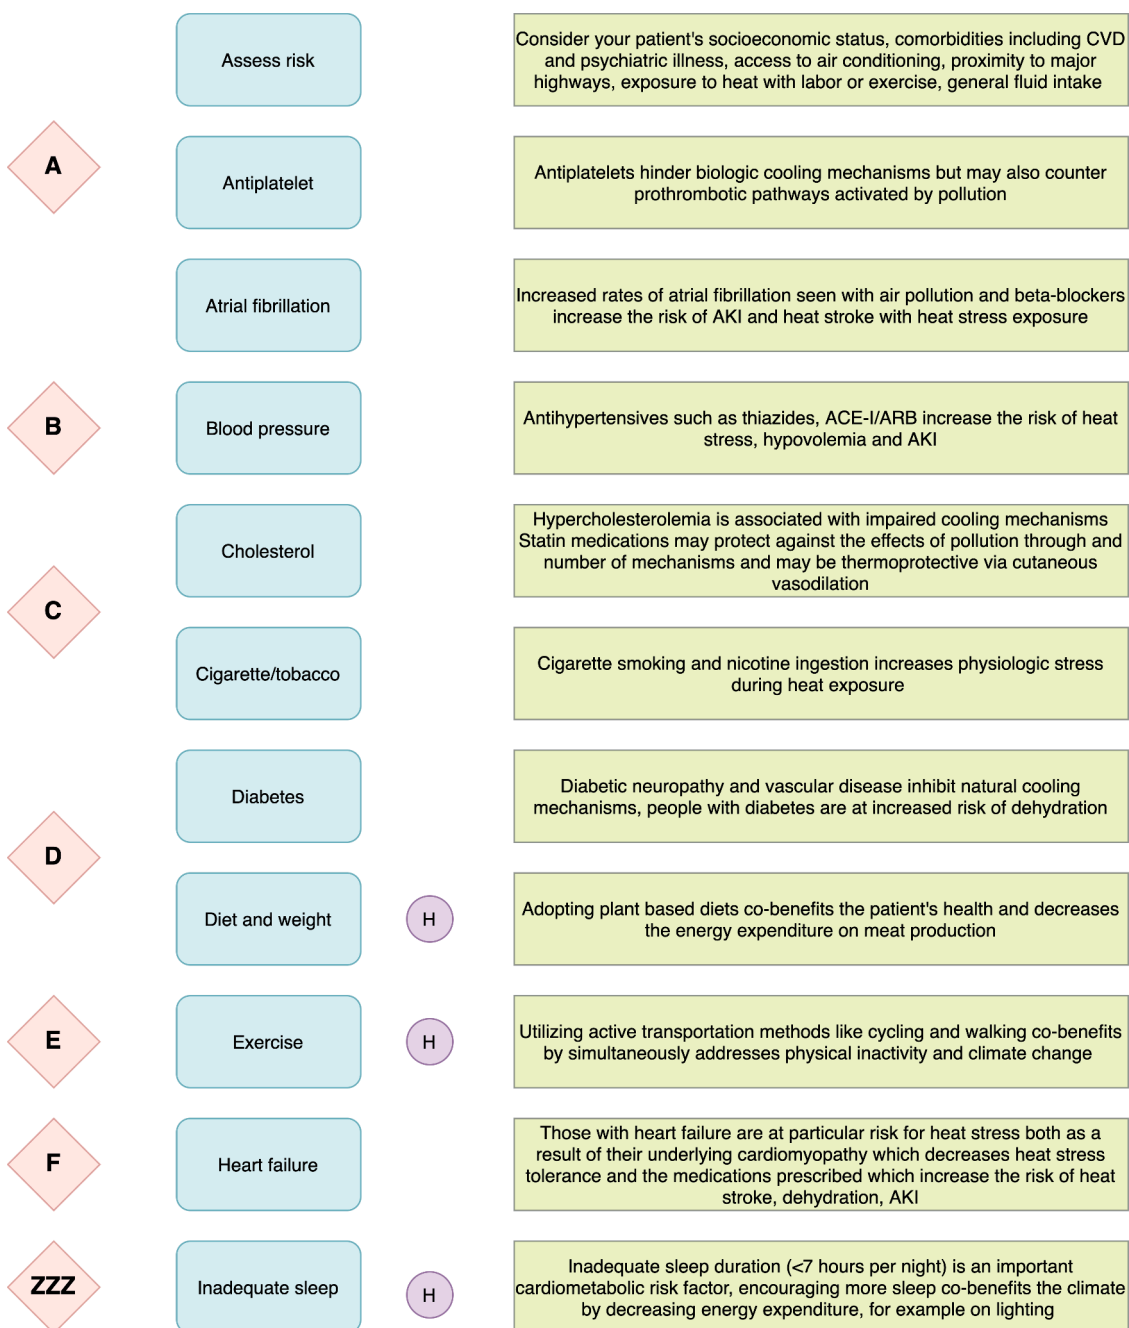 Assess risk
Consider your patient's socioeconomic status, comorbidities including CVD
and psychiatric illness, access to air conditioning, proximity to major
highways, exposure to heat with labor or exercise, general fluid intake
A
Antiplatelet
Antiplatelets hinder biologic cooling mechanisms but may also counter
prothrombotic pathways activated by pollution
Atrial fibrillation
Increased rates of atrial fibrillation seen with air pollution and beta-blockers
increase the risk of AKI and heat stroke with heat stress exposure
B
Blood pressure
Antihypertensives such as thiazides, ACE-I/ARB increase the risk of heat
stress, hypovolemia and AKI
C
Cholesterol
Hypercholesterolemia is associated with impaired cooling mechanisms
Statin medications may protect against the effects of pollution through and
number of mechanisms and may be thermoprotective via cutaneous
vasodilation
Cigarette/tobacco
Cigarette smoking and nicotine ingestion increases physiologic stress
during heat exposure
D
Diabetes
Diabetic neuropathy and vascular disease inhibit natural cooling
mechanisms, people with diabetes are at increased risk of dehydration
Diet and weight
H
Adopting plant based diets co-benefits the patient's health and decreases
the energy expenditure on meat production
E
Exercise
H
Utilizing active transportation methods like cycling and walking co-benefits
by simultaneously addresses physical inactivity and climate change
F
Heart failure
Those with heart failure are at particular risk for heat stress both as a
result of their underlying cardiomyopathy which decreases heat stress
tolerance and the medications prescribed which increase the risk of heat
stroke, dehydration, AKI
ZZZ
Inadequate sleep
H
Inadequate sleep duration (<7 hours per night) is an important
cardiometabolic risk factor, encouraging more sleep co-benefits the climate
by decreasing energy expenditure, for example on lighting